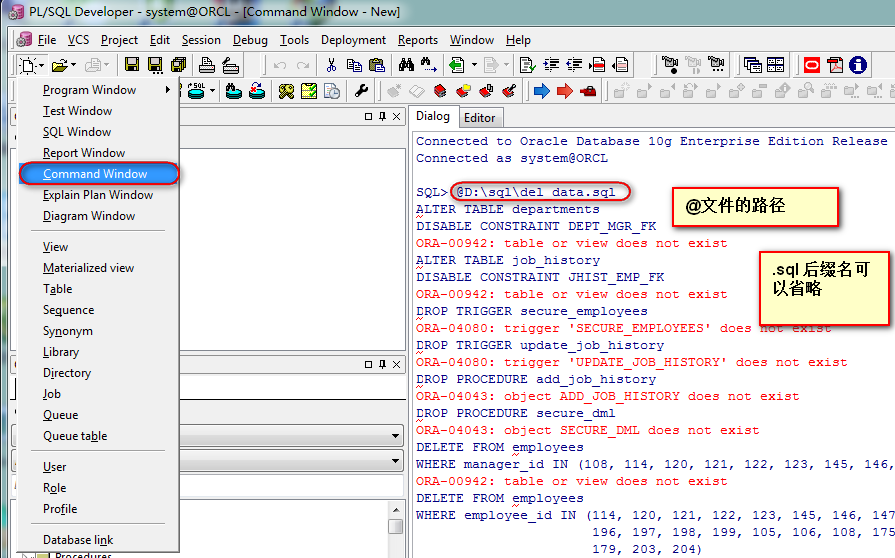 PL/SQL Developer - system@ORCL - [Command Window - New]
File VCS Project Edit Session Debug Tools Deployment Reports Window Help
Program Window
Test Window
SQL Window
Report Window
Command Window
Explain Plan Window
Diagram Window
View
Materialized view
Table
Sequence
Synonym
Library
Directory
Job
Queue
Queue table
User
Role
Profile
Database link
Procedures
Dialog Editor
Connected to Oracle Database 10g Enterprise Edition Release
Connected as system@ORCL
SQL> @D:\sql\del_data.sql
ALTER TABLE departments
DISABLE CONSTRAINT DEPT_MGR_FK
ORA-00942: table or view does not exist
ALTER TABLE job_history
DISABLE CONSTRAINT JHIST_EMP_FK
ORA-00942: table or view does not exist
DROP TRIGGER secure_employees
ORA-04080: trigger 'SECURE_EMPLOYEES' does not exist
DROP TRIGGER update_job_history
ORA-04080: trigger 'UPDATE_JOB_HISTORY' does not exist
DROP PROCEDURE add_job_history
ORA-04043: object ADD_JOB_HISTORY does not exist
DROP PROCEDURE secure_dml
ORA-04043: object SECURE_DML does not exist
DELETE FROM employees
WHERE manager_id IN (108, 114, 120, 121, 122, 123, 145, 146,
ORA-00942: table or view does not exist
DELETE FROM employees
WHERE employee_id IN (114, 120, 121, 122, 123, 145, 146, 147
196, 197, 198, 199, 105, 106, 108, 175
179, 203, 204)
@文件的路径
.sql 后缀名可
以省略